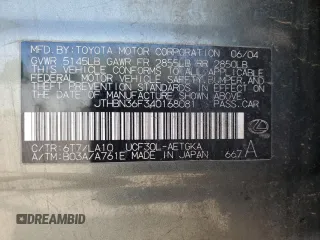 MFD. BY: TOYOTA MOTOR CORPORATION 06/04
GVWR 5145LB GAWR FR 2855LB RR 2850LB
THIS VEHICLE CONFORMS TO ALL APPLICABLE
FEDERAL MOTOR VEHICLE SAFETY, BUMPER, AND
THEFT PREVENTION STANDARDS IN EFFECT ON
THE DATE OF MANUFACTURE SHOWN ABOVE.
JTHBN36F340168081 PASS. CAR
C/TR: 6T7/LA10 UCF30L-AETGKA
A/TM: B03A/A761E MADE IN JAPAN 667 A
AutoBidMaster